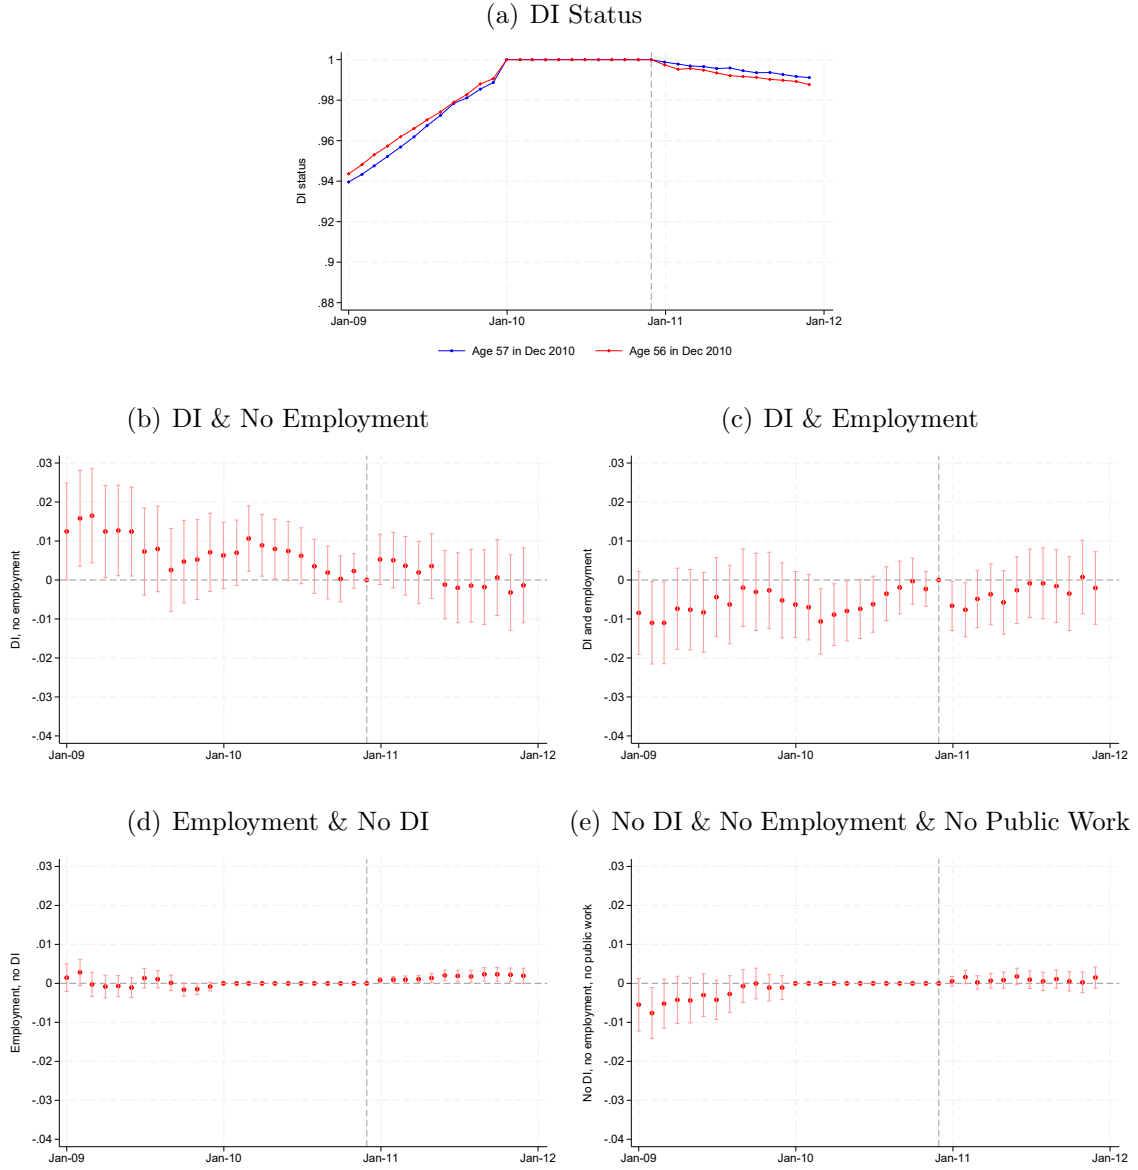 (a) DI Status
1
.98
.96
.94
.92
.9
.88
DI status
Jan-09 Jan-10 Jan-11 Jan-12
Age 57 in Dec 2010 Age 56 in Dec 2010
(b) DI & No Employment
.03
.02
.01
0
-.01
-.02
-.03
-.04
DI, no employment
Jan-09 Jan-10 Jan-11 Jan-12
(c) DI & Employment
.03
.02
.01
0
-.01
-.02
-.03
-.04
DI and employment
Jan-09 Jan-10 Jan-11 Jan-12
(d) Employment & No DI
.03
.02
.01
0
-.01
-.02
-.03
-.04
Employment, no DI
Jan-09 Jan-10 Jan-11 Jan-12
(e) No DI & No Employment & No Public Work
.03
.02
.01
0
-.01
-.02
-.03
-.04
No DI, no employment, no public work
Jan-09 Jan-10 Jan-11 Jan-12